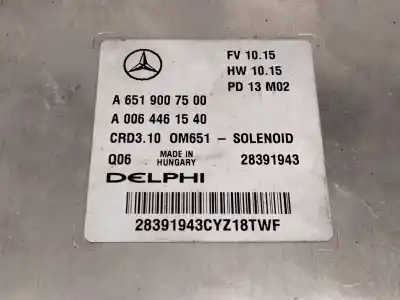 FV 10.15
HW 10.15
PD 13 M02
A 651 900 75 00
A 006 446 15 40
CRD3.10 OM651 - SOLENOID
Q06 MADE IN HUNGARY 28391943
DELPHI
28391943CYZ18TWF